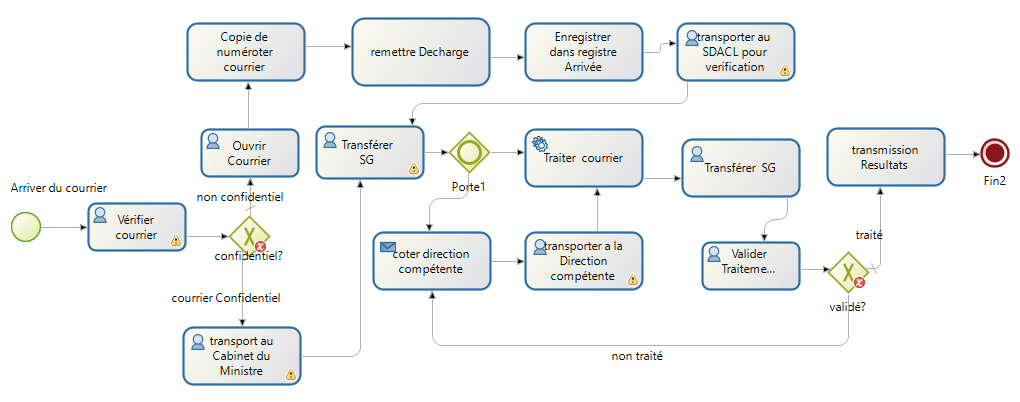 Copie de
numéroter
courrier
remettre Decharge
Enregistrer
dans registre
Arrivée
transporter au
SDACL pour
verification
Ouvrir
Courrier
Transférer
SG
Porte1
Traiter courrier
Transférer SG
transmission
Resultats
Fin2
Arriver du courrier
non confidentiel
Vérifier
courrier
confidentiel?
coter direction
compétente
transporter a la
Direction
compétente
Valider
Traiteme...
traité
validé?
courrier Confidentiel
transport au
Cabinet du
Ministre
non traité